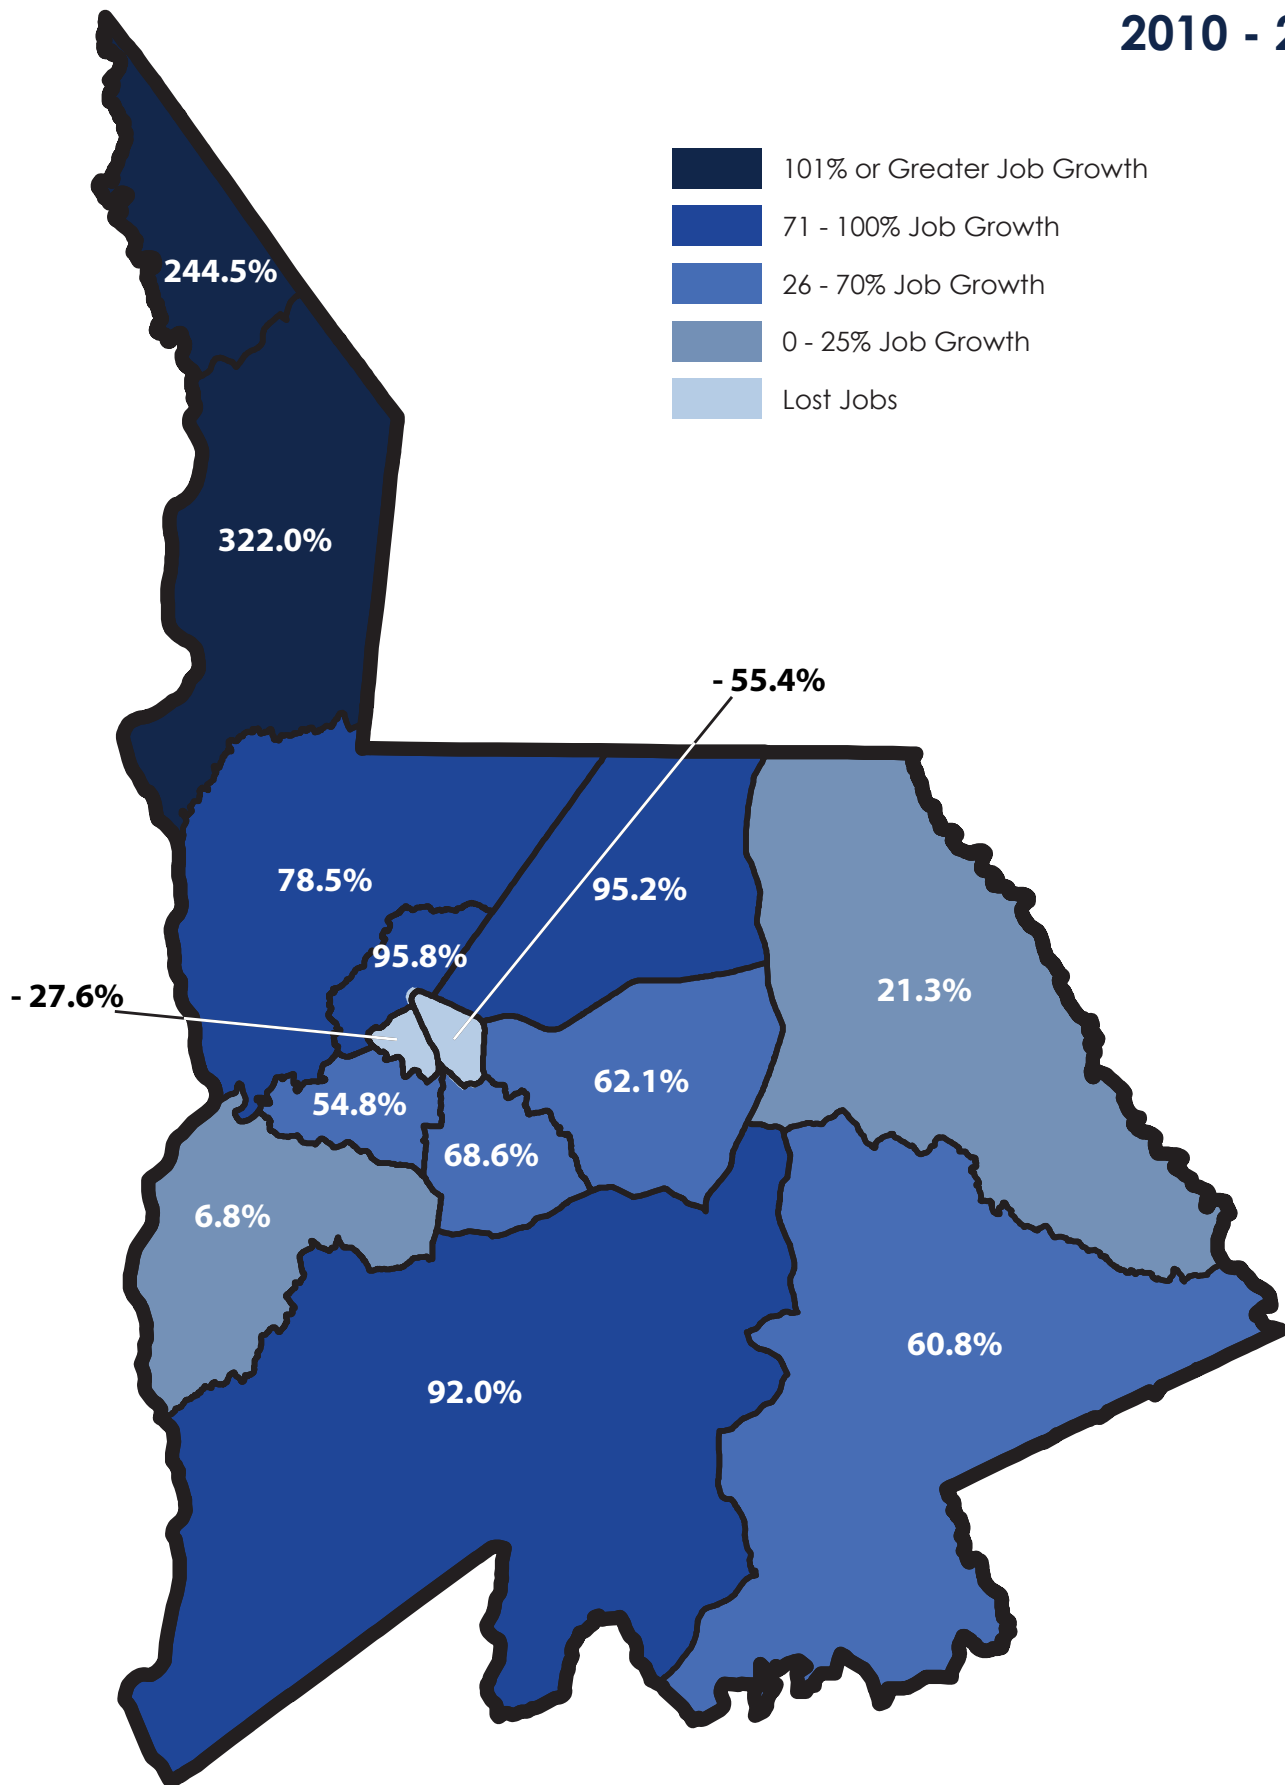 2010 - 2
101% or Greater Job Growth
71 - 100% Job Growth
26 - 70% Job Growth
0 - 25% Job Growth
Lost Jobs
244.5%
322.0%
- 55.4%
78.5%
95.2%
95.8%
21.3%
- 27.6%
62.1%
54.8%
68.6%
6.8%
60.8%
92.0%